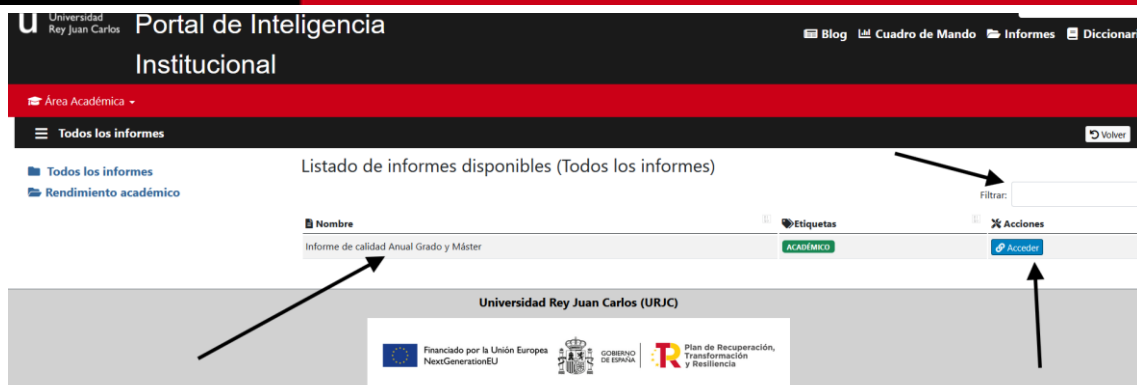 u Universidad
Rey Juan Carlos
Portal de Inteligencia
Institucional
Blog Cuadro de Mando Informes
Área Académica
Todos los informes
Volver
Todos los informes
Rendimiento académico
Listado de informes disponibles (Todos los informes)
Filtrar:
Nombre Etiquetas Acciones
Informe de calidad Anual Grado y Máster ACADÉMICO Acceder
Universidad Rey Juan Carlos (URJC)
Financiado por la Unión Europea
NextGenerationEU
GOBIERNO
DE ESPAÑA
Plan de Recuperación,
Transformación
y Resiliencia